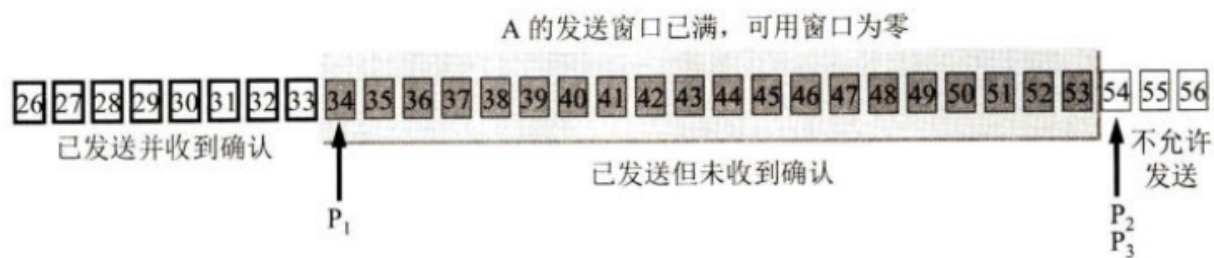 A 的发送窗口已满，可用窗口为零
26 27 28 29 30 31 32 33 34 35 36 37 38 39 40 41 42 43 44 45 46 47 48 49 50 51 52 53 54 55 56
已发送并收到确认
已发送但未收到确认
不允许
发送
P1
P2
P3